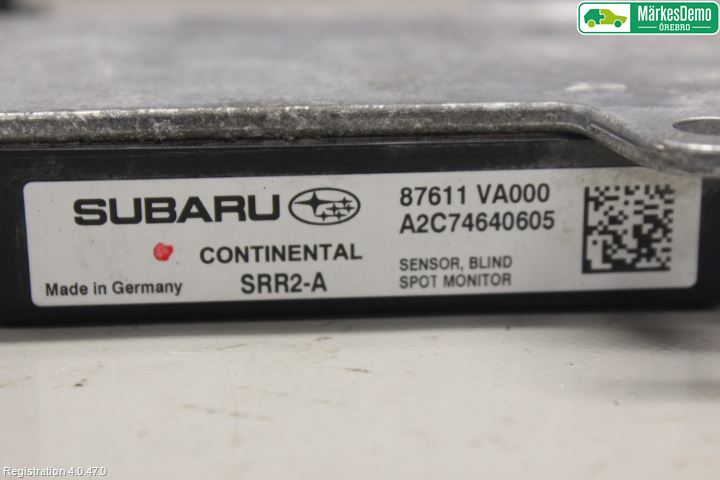 MärkesDemo
ÖREBRO
SUBARU
87611 VA000
A2C74640605
CONTINENTAL
SENSOR, BLIND
SPOT MONITOR
Made in Germany
SRR2-A
Registration 4.0.47.0